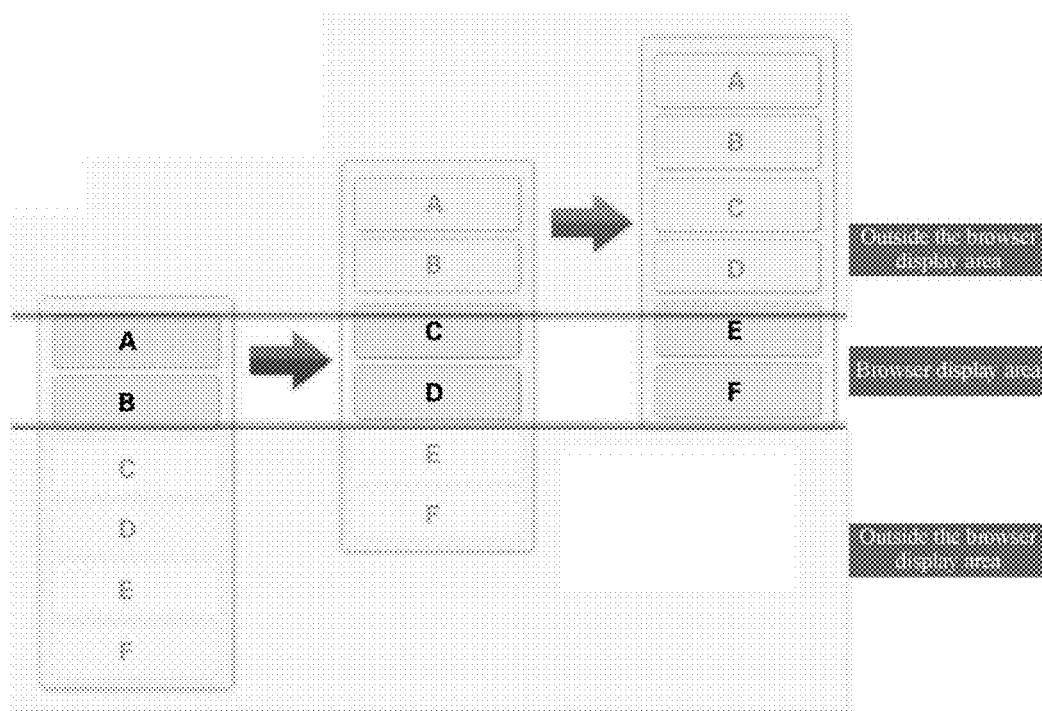 A
B
C
D
E
F
A
B
C
D
E
F
A
B
C
D
E
F
Outside the browser
display area
Browser display area
Outside the browser
display area